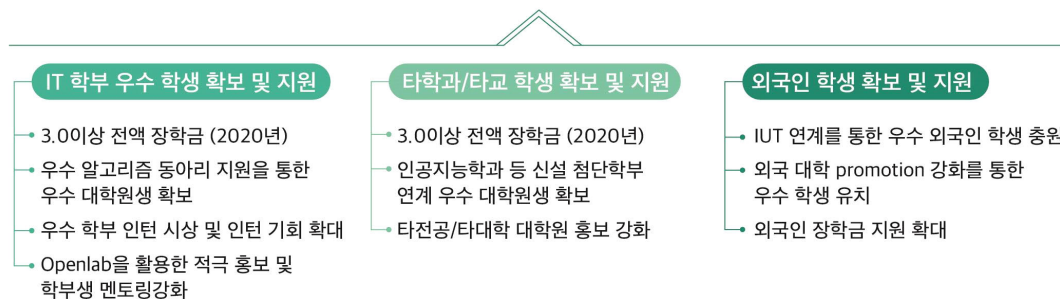 IT 학부 우수 학생 확보 및 지원
3.0이상 전액 장학금 (2020년)
우수 알고리즘 동아리 지원을 통한
우수 대학원생 확보
우수 학부 인턴 시상 및 인턴 기회 확대
Openlab을 활용한 적극 홍보 및
학부생 멘토링강화
타학과/타교 학생 확보 및 지원
3.0이상 전액 장학금 (2020년)
인공지능학과 등 신설 첨단학부
연계 우수 대학원생 확보
타전공/타대학 대학원 홍보 강화
외국인 학생 확보 및 지원
IUT 연계를 통한 우수 외국인 학생 충원
외국 대학 promotion 강화를 통한
우수 학생 유치
외국인 장학금 지원 확대